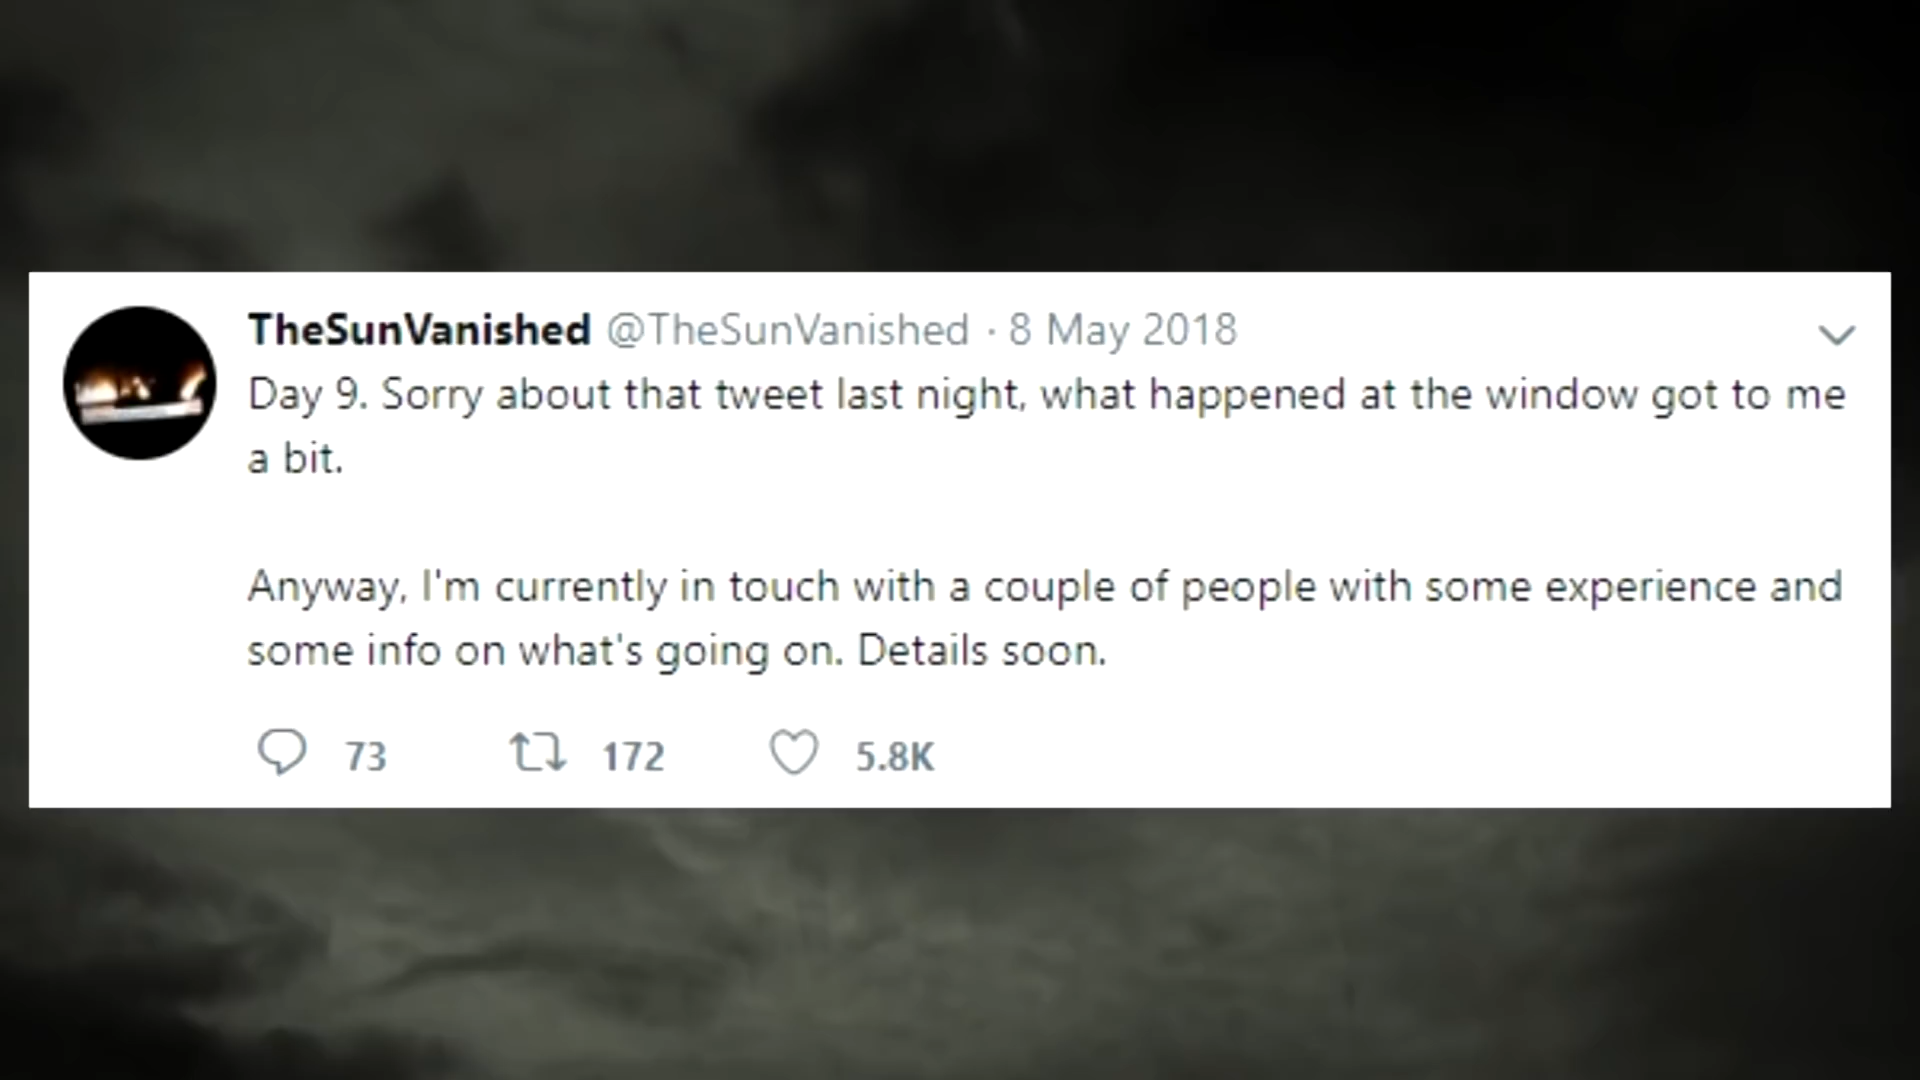 TheSunVanished @TheSunVanished · 8 May 2018
Day 9. Sorry about that tweet last night, what happened at the window got to me
a bit.
Anyway, I'm currently in touch with a couple of people with some experience and
some info on what's going on. Details soon.
73 172 5.8K